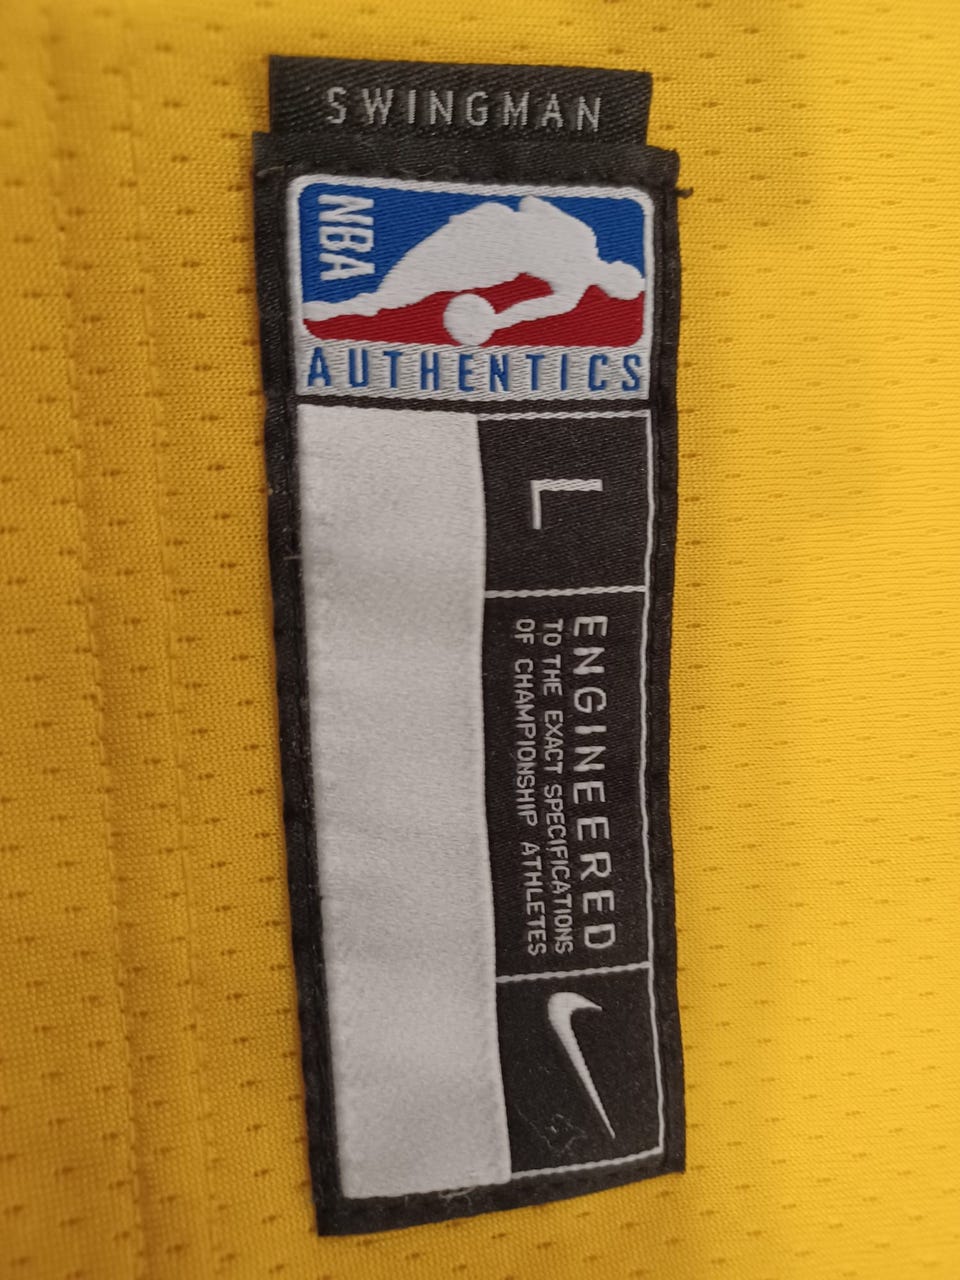 SWINGMAN
NBA
AUTHENTICS
L
ENGINEERED
TO THE EXACT SPECIFICATIONS
OF CHAMPIONSHIP ATHLETES